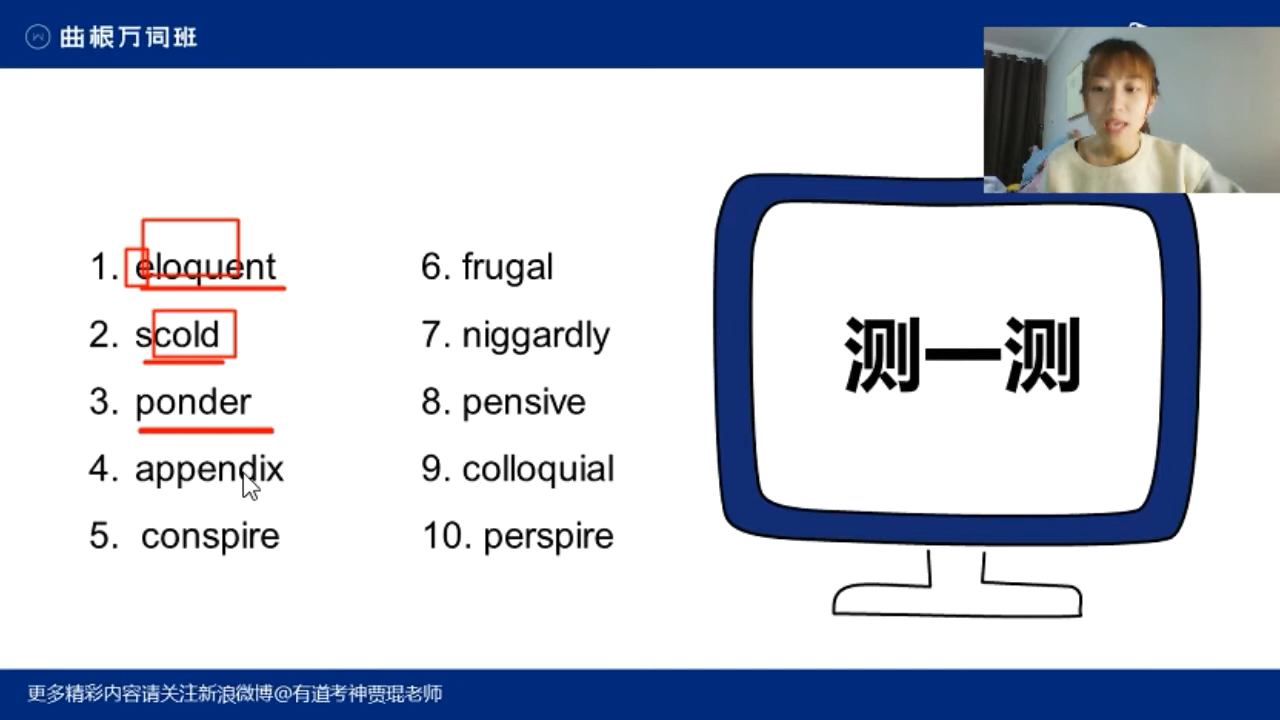 曲根万词班
1. eloquent
2. scold
3. ponder
4. appendix
5. conspire
6. frugal
7. niggardly
8. pensive
9. colloquial
10. perspire
测一测
更多精彩内容请关注新浪微博@有道考神贾琨老师